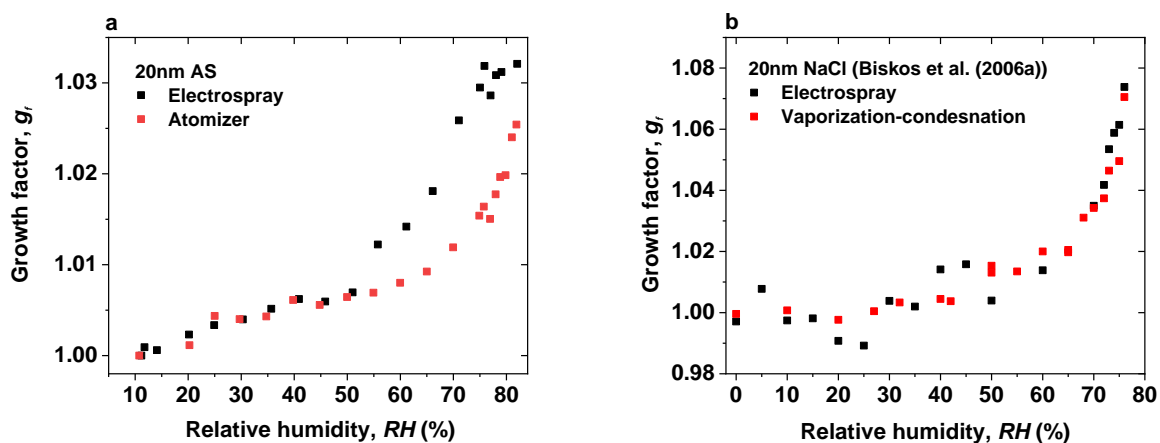 a
20nm AS
Electrospray
Atomizer
Growth factor, gf
1.03
1.02
1.01
1.00
10 20 30 40 50 60 70 80
Relative humidity, RH (%)
b
20nm NaCl (Biskos et al. (2006a))
Electrospray
Vaporization-condesnation
Growth factor, gf
1.08
1.06
1.04
1.02
1.00
0.98
0 10 20 30 40 50 60 70 80
Relative humidity, RH (%)